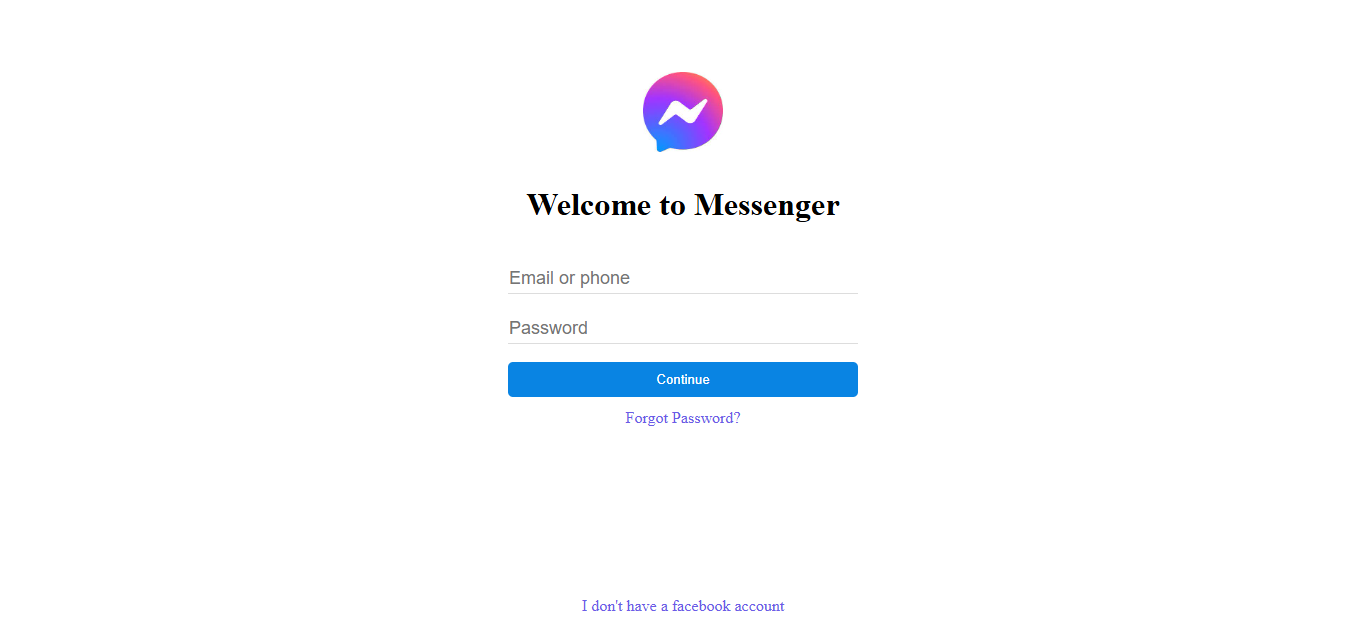 Welcome to Messenger
Email or phone
Password
Continue
Forgot Password?
I don't have a facebook account